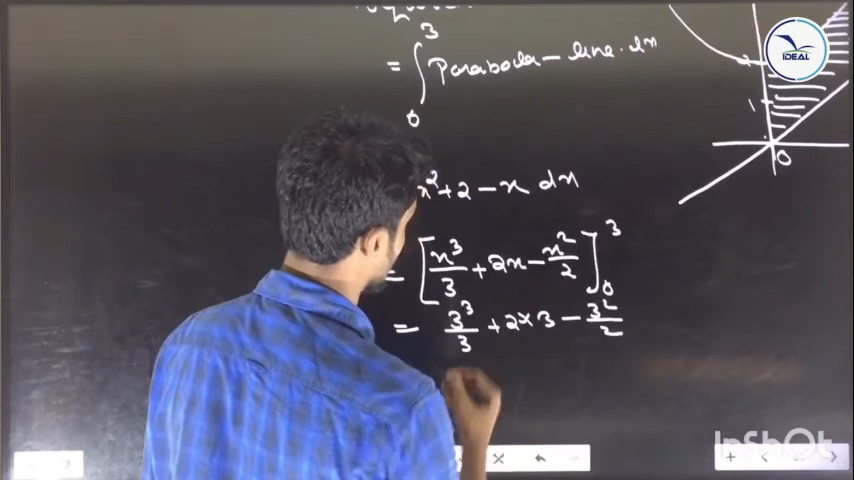 3
= ∫ Parabola - line. dx
0
x² + 2 - x dx
= [x³/3 + 2x - x²/2]₀³
= 3³/3 + 2×3 - 3²/2
2
1
0
IDEAL
InShOt